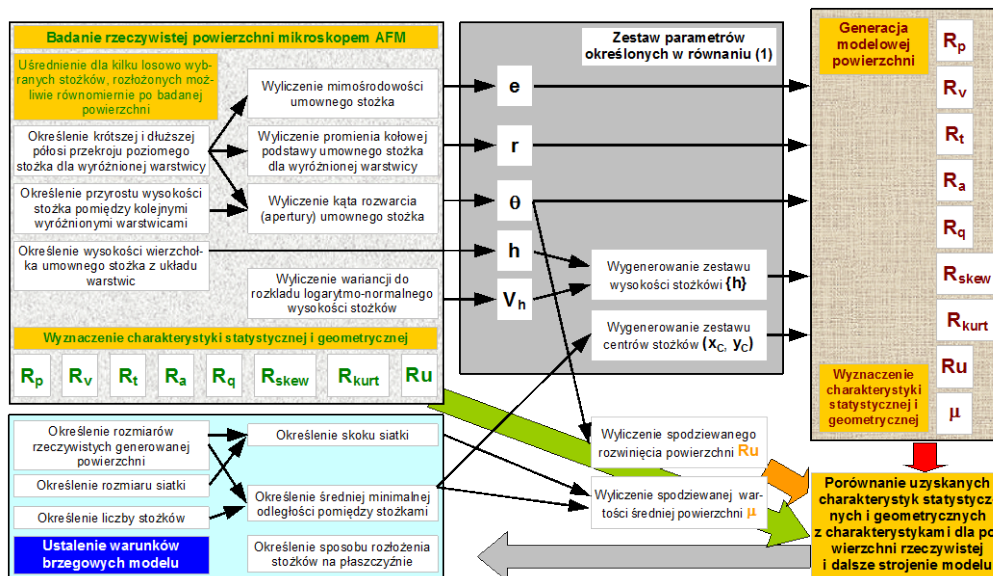 Badanie rzeczywistej powierzchni mikroskopem AFM
Uśrednienie dla kilku losowo wyb-
ranych stożków, rozłożonych moż-
liwie równomiernie po badanej
powierzchni
Określenie krótszej i dłuższej
półosi przekroju poziomego
stożka dla wyróżnionej warstwicy
Określenie przyrostu wysokości
stożka pomiędzy kolejnymi
wyróżnionymi warstwicami
Określenie wysokości wierzchoł-
ka umownego stożka z układu
warstwic
Wyliczenie mimośrodowości
umownego stożka
Wyliczenie promienia kołowej
podstawy umownego stożka
dla wyróżnionej warstwicy
Wyliczenie kąta rozwarcia
(apertury) umownego stożka
Wyliczenie wariancji do
rozkladu logarytmo-normalnego
wysokości stożków
Wyznaczenie charakterystyki statystycznej i geometrycznej
Rp Rv Rt Ra Rq Rskew Rkurt Ru
Zestaw parametrów
określonych w równaniu (1)
e
r
θ
h
Vh
Wygenerowanie zestawu
wysokości stożkówi {h}
Wygenerowanie zestawu
centrów stożków (xC, yC)
Generacja
modelowej
powierzchni
Rp
Rv
Rt
Ra
Rq
Rskew
Rkurt
Ru
μ
Wyznaczenie
charakterystyki
statystycznej i
geometrycznej
Określenie rozmiarów
rzeczywistych generowanej
powierzchni
Określenie rozmiaru siatki
Określenie liczby stożków
Ustalenie warunków
brzegowych modelu
Określenie skoku siatki
Określenie średniej minimalnej
odległości pomiędzy stożkami
Określenie sposobu rozłożenia
stożków na płaszczyźnie
Wyliczenie spodziewanego
rozwinięcia powierzchni Ru
Wyliczenie spodziewanej war-
tości średniej powierzchni μ
Porównanie uzyskanych
charakterystyk statystycz-
nych i geometrycznych
z charakterystykami dla po-
wierzchni rzeczywistej
i dalsze strojenie modelu